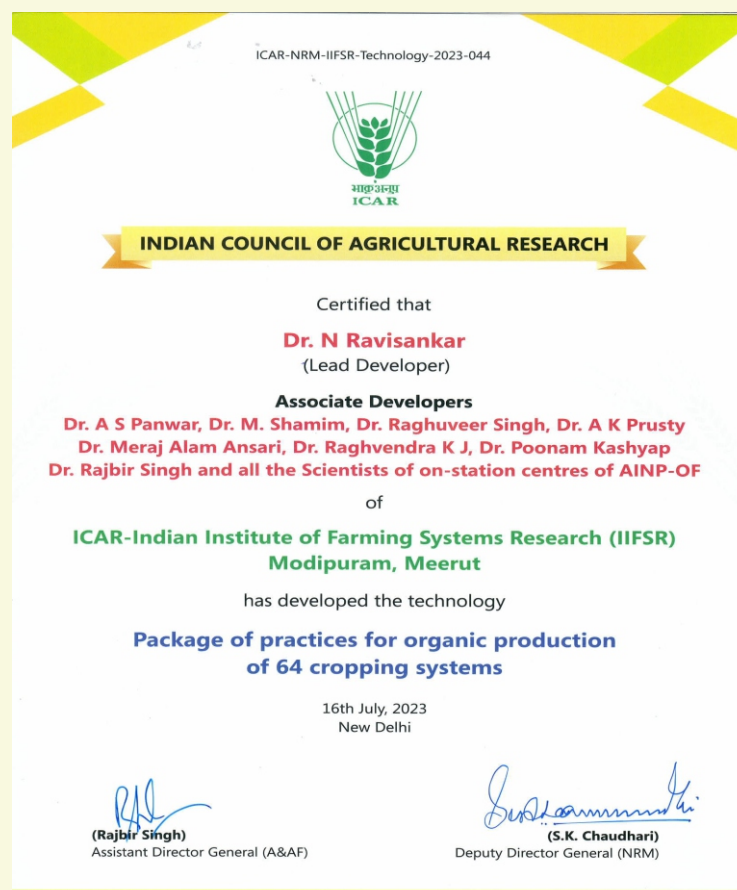 ICAR-NRM-IIFSR-Technology-2023-044
भाकृअनुप
ICAR
INDIAN COUNCIL OF AGRICULTURAL RESEARCH
Certified that
Dr. N Ravisankar
(Lead Developer)
Associate Developers
Dr. A S Panwar, Dr. M. Shamim, Dr. Raghuveer Singh, Dr. A K Prusty
Dr. Meraj Alam Ansari, Dr. Raghvendra K J, Dr. Poonam Kashyap
Dr. Rajbir Singh and all the Scientists of on-station centres of AINP-OF
of
ICAR-Indian Institute of Farming Systems Research (IIFSR)
Modipuram, Meerut
has developed the technology
Package of practices for organic production
of 64 cropping systems
16th July, 2023
New Delhi
(Rajbir Singh)
Assistant Director General (A&AF)
(S.K. Chaudhari)
Deputy Director General (NRM)